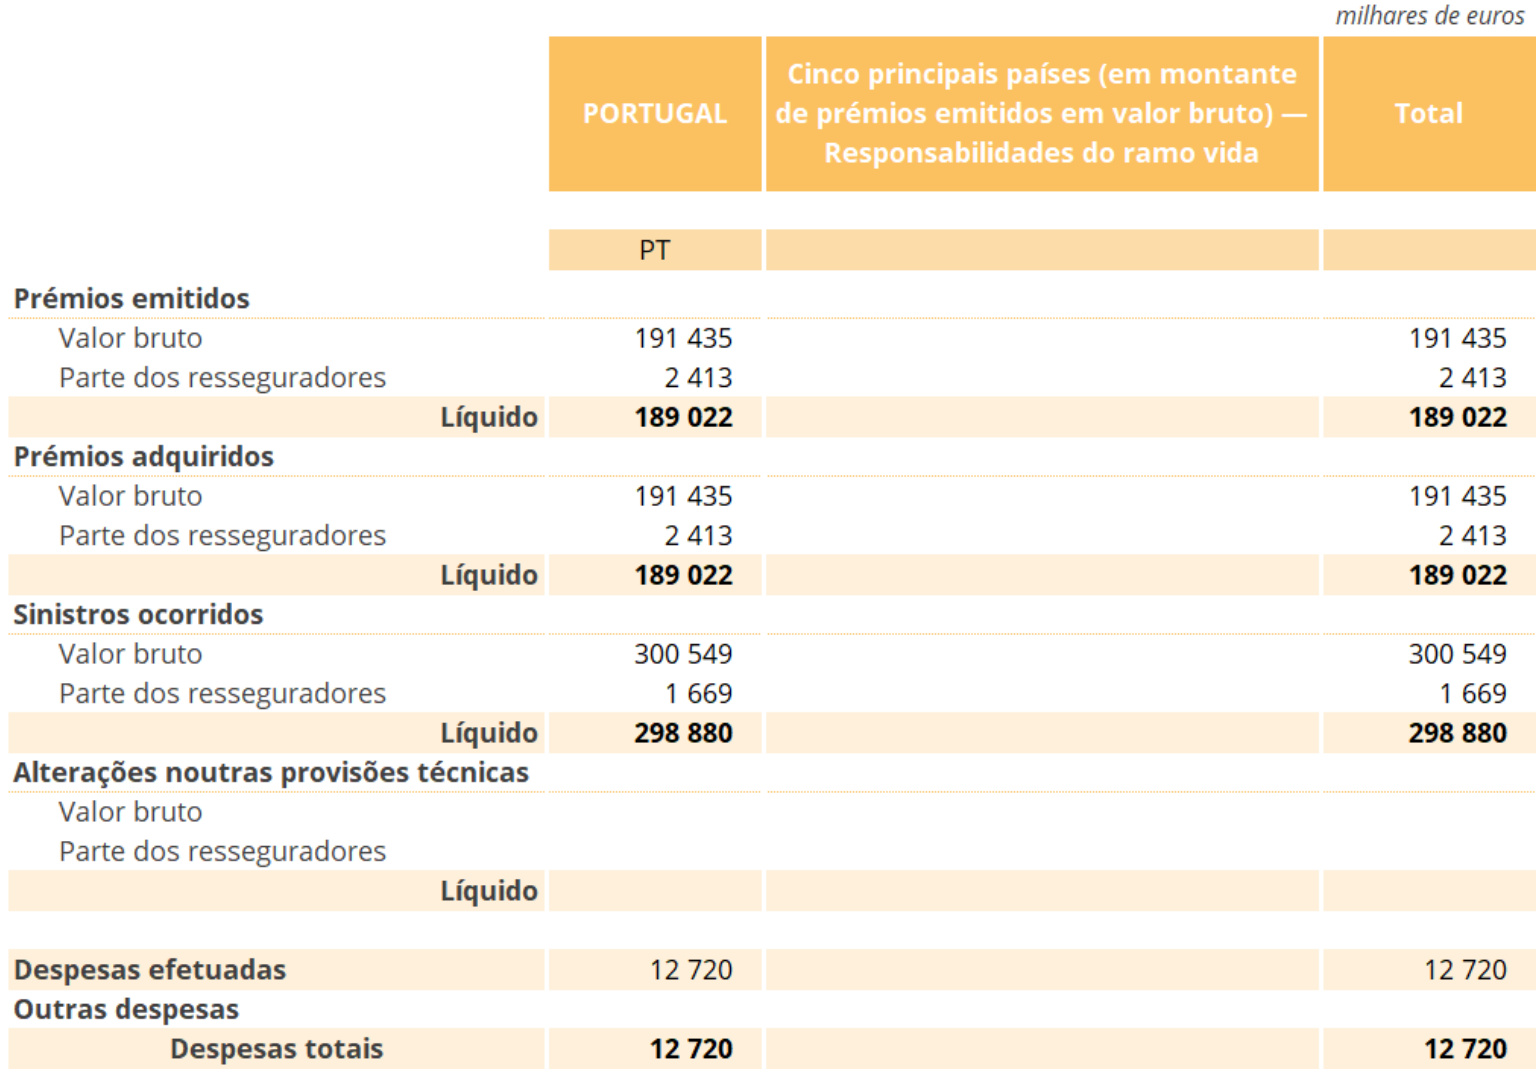 milhares de euros
PORTUGAL
Cinco principais países (em montante
de prémios emitidos em valor bruto) —
Responsabilidades do ramo vida
Total
PT
Prémios emitidos
Valor bruto 191 435 191 435
Parte dos resseguradores 2 413 2 413
Líquido 189 022 189 022
Prémios adquiridos
Valor bruto 191 435 191 435
Parte dos resseguradores 2 413 2 413
Líquido 189 022 189 022
Sinistros ocorridos
Valor bruto 300 549 300 549
Parte dos resseguradores 1 669 1 669
Líquido 298 880 298 880
Alterações noutras provisões técnicas
Valor bruto
Parte dos resseguradores
Líquido
Despesas efetuadas 12 720 12 720
Outras despesas
Despesas totais 12 720 12 720